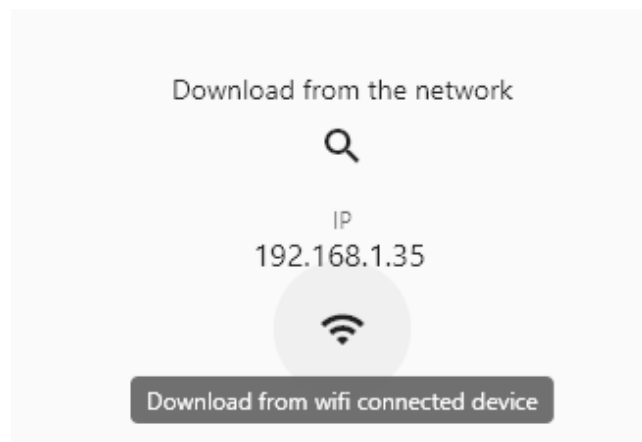 Download from the network
IP
192.168.1.35
Download from wifi connected device